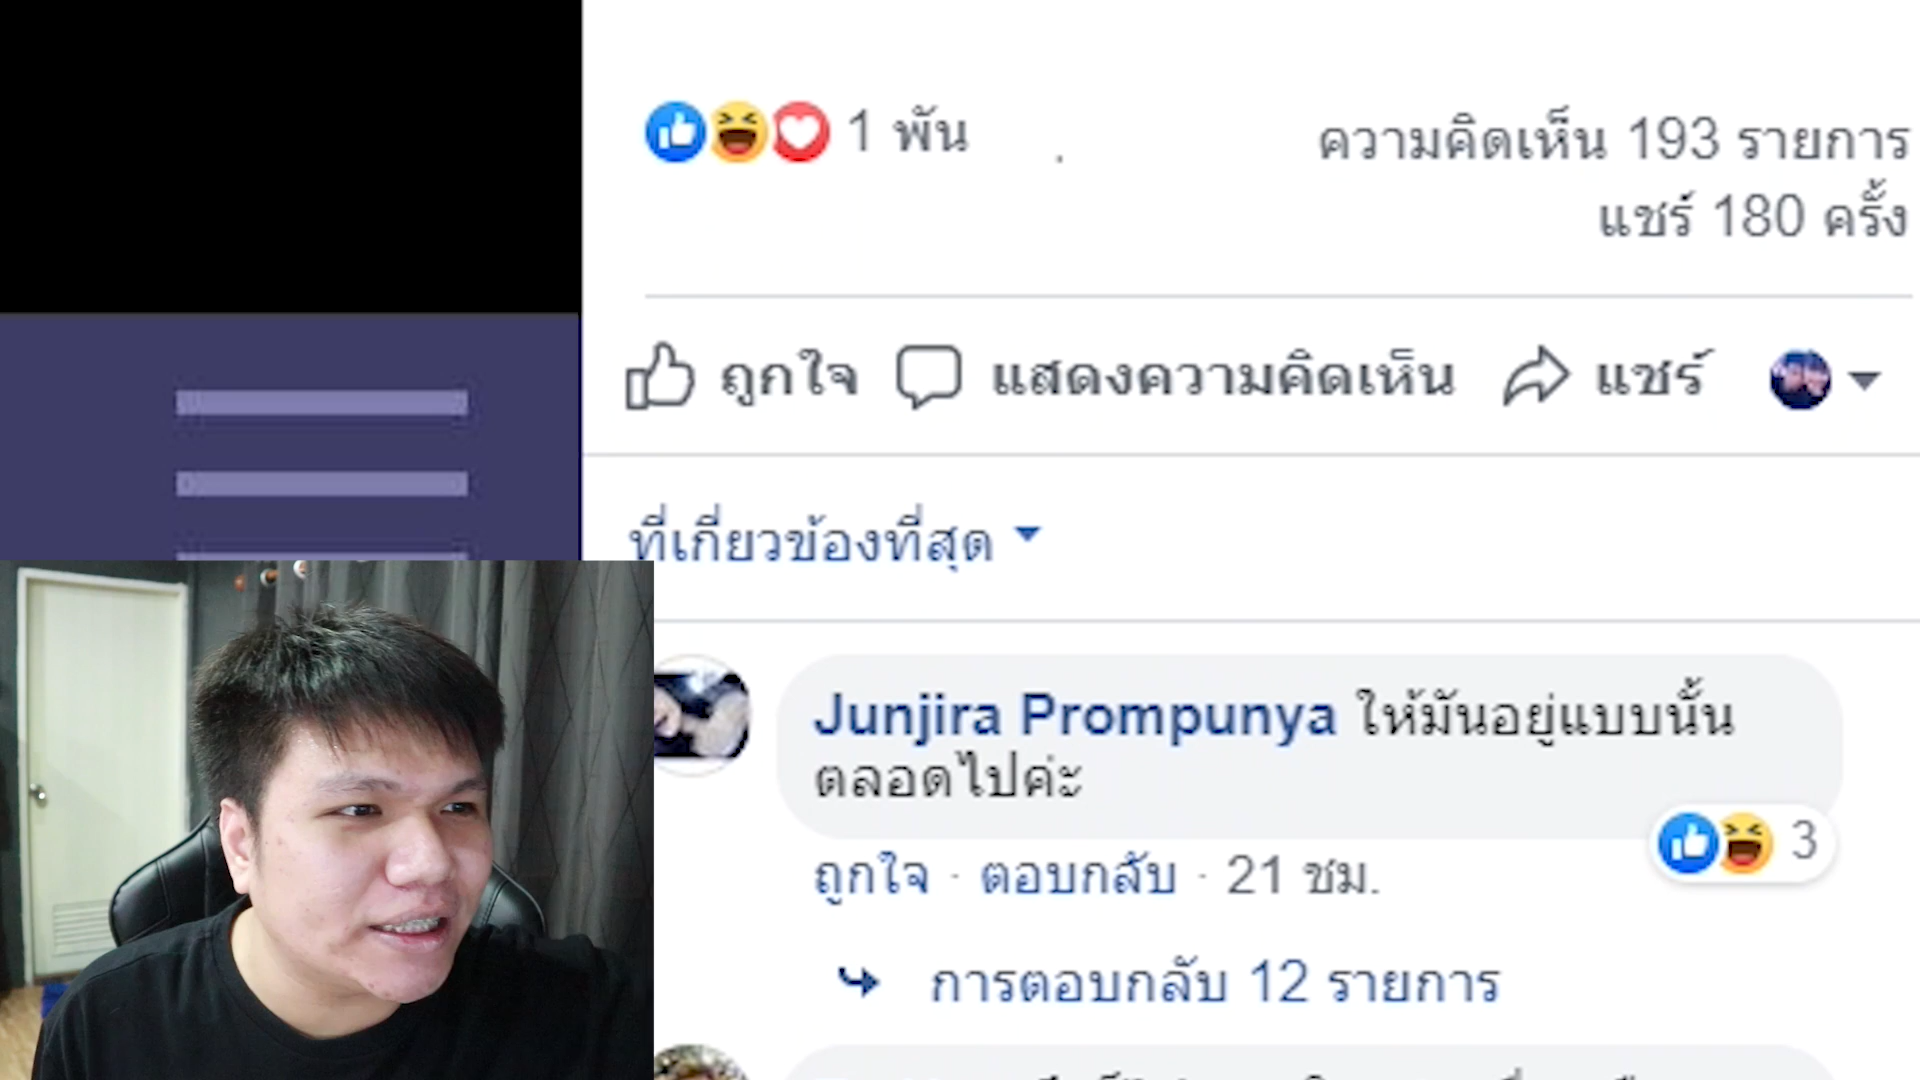 1 พัน
ความคิดเห็น 193 รายการ
แชร์ 180 ครั้ง
ถูกใจ แสดงความคิดเห็น แชร์
ที่เกี่ยวข้องที่สุด
Junjira Prompunya ให้มันอยู่แบบนั้น
ตลอดไปค่ะ
3
ถูกใจ · ตอบกลับ · 21 ชม.
การตอบกลับ 12 รายการ